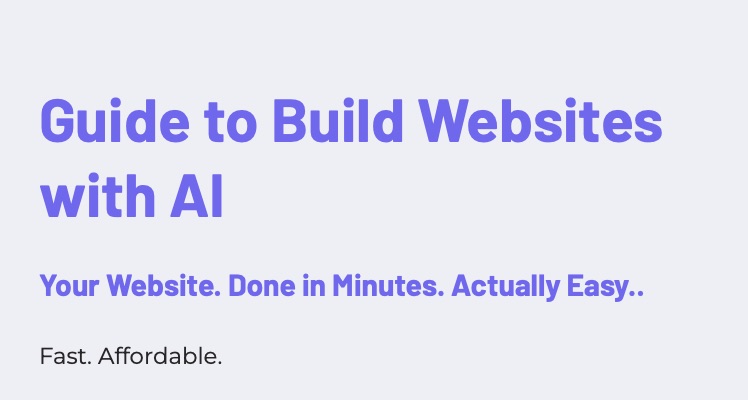 Guide to Build Websites
with AI
Your Website. Done in Minutes. Actually Easy..
Fast. Affordable.